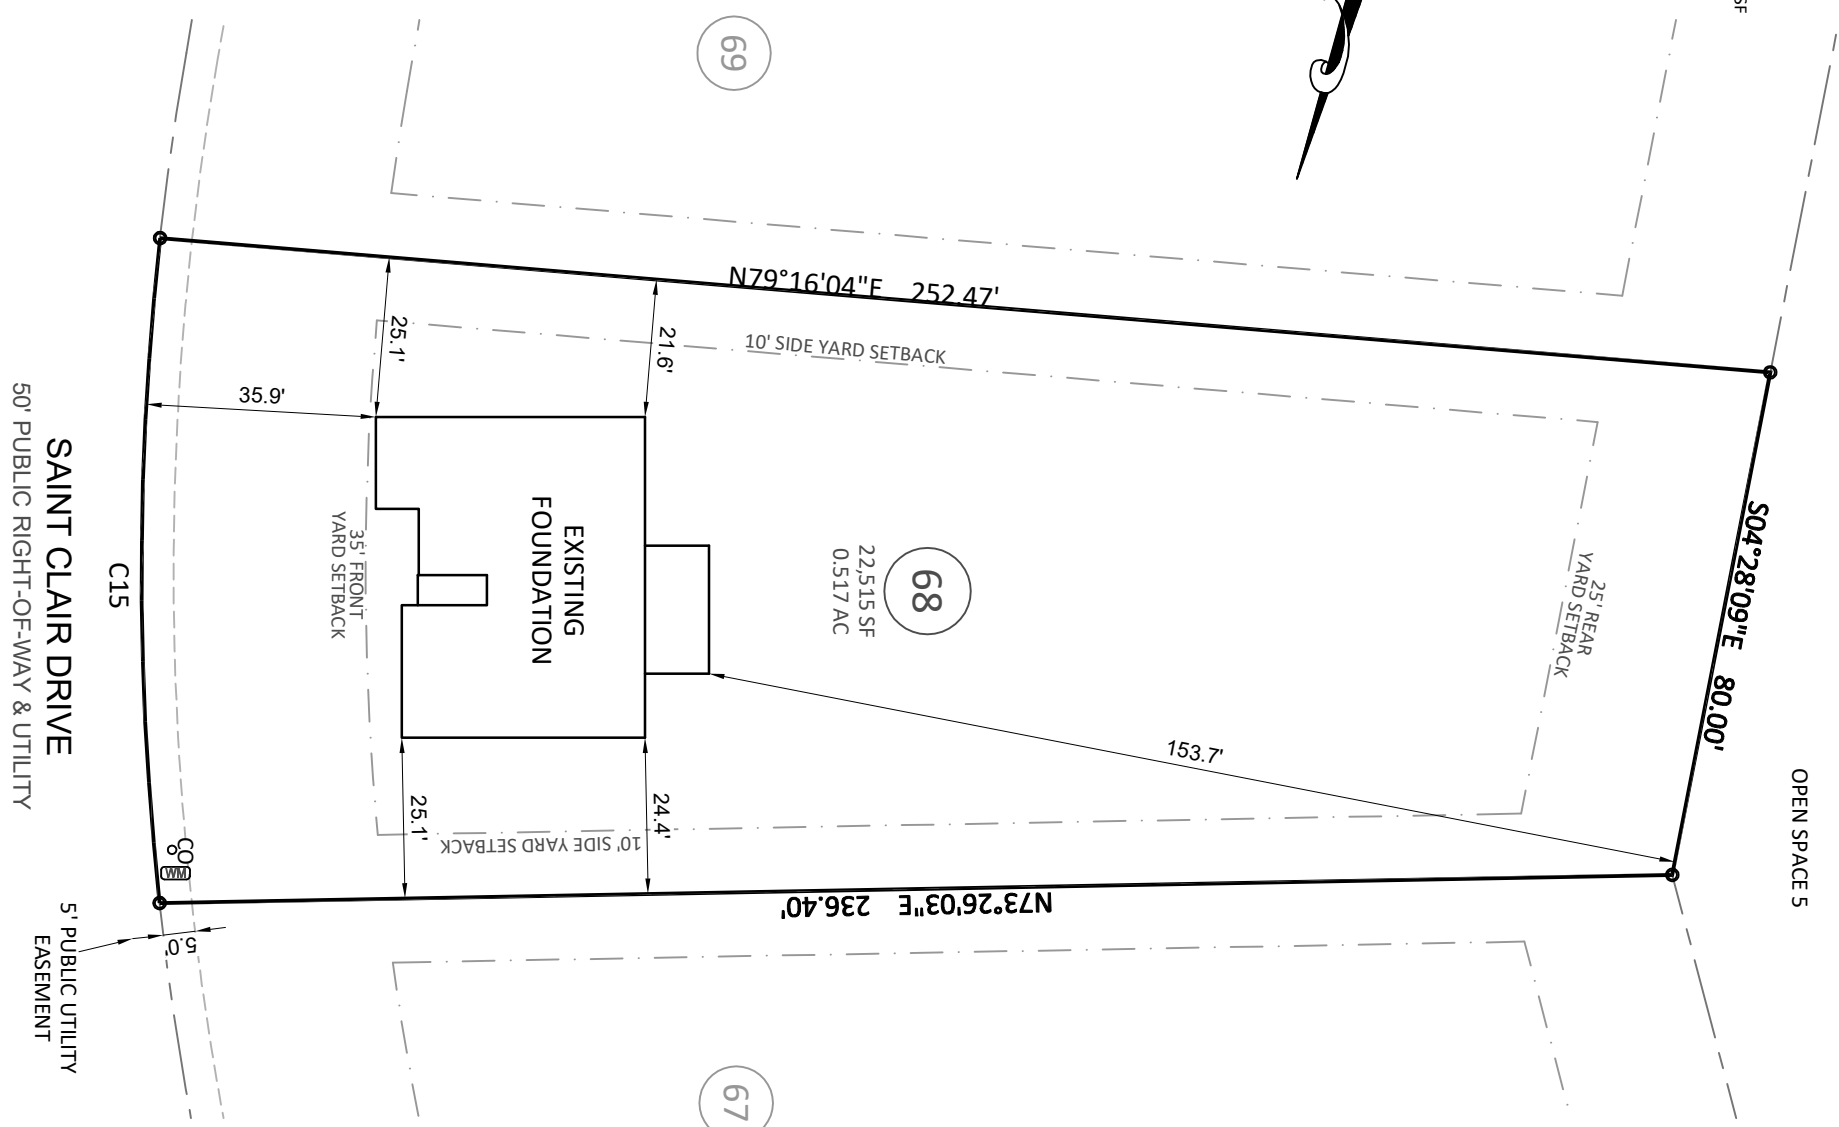 SF
69
N79°16'04"E 252.47'
25.1'
21.6'
10' SIDE YARD SETBACK
35.9'
SAINT CLAIR DRIVE
50' PUBLIC RIGHT-OF-WAY & UTILITY
C15
35' FRONT
YARD SETBACK
EXISTING
FOUNDATION
68
22,515 SF
0.517 AC
25' REAR
YARD SETBACK
S04°28'09"E 80.00'
OPEN SPACE 5
153.7'
25.1'
24.4'
10' SIDE YARD SETBACK
N73°26'03"E 236.40'
CO
WM
5.0'
5' PUBLIC UTILITY
EASEMENT
67